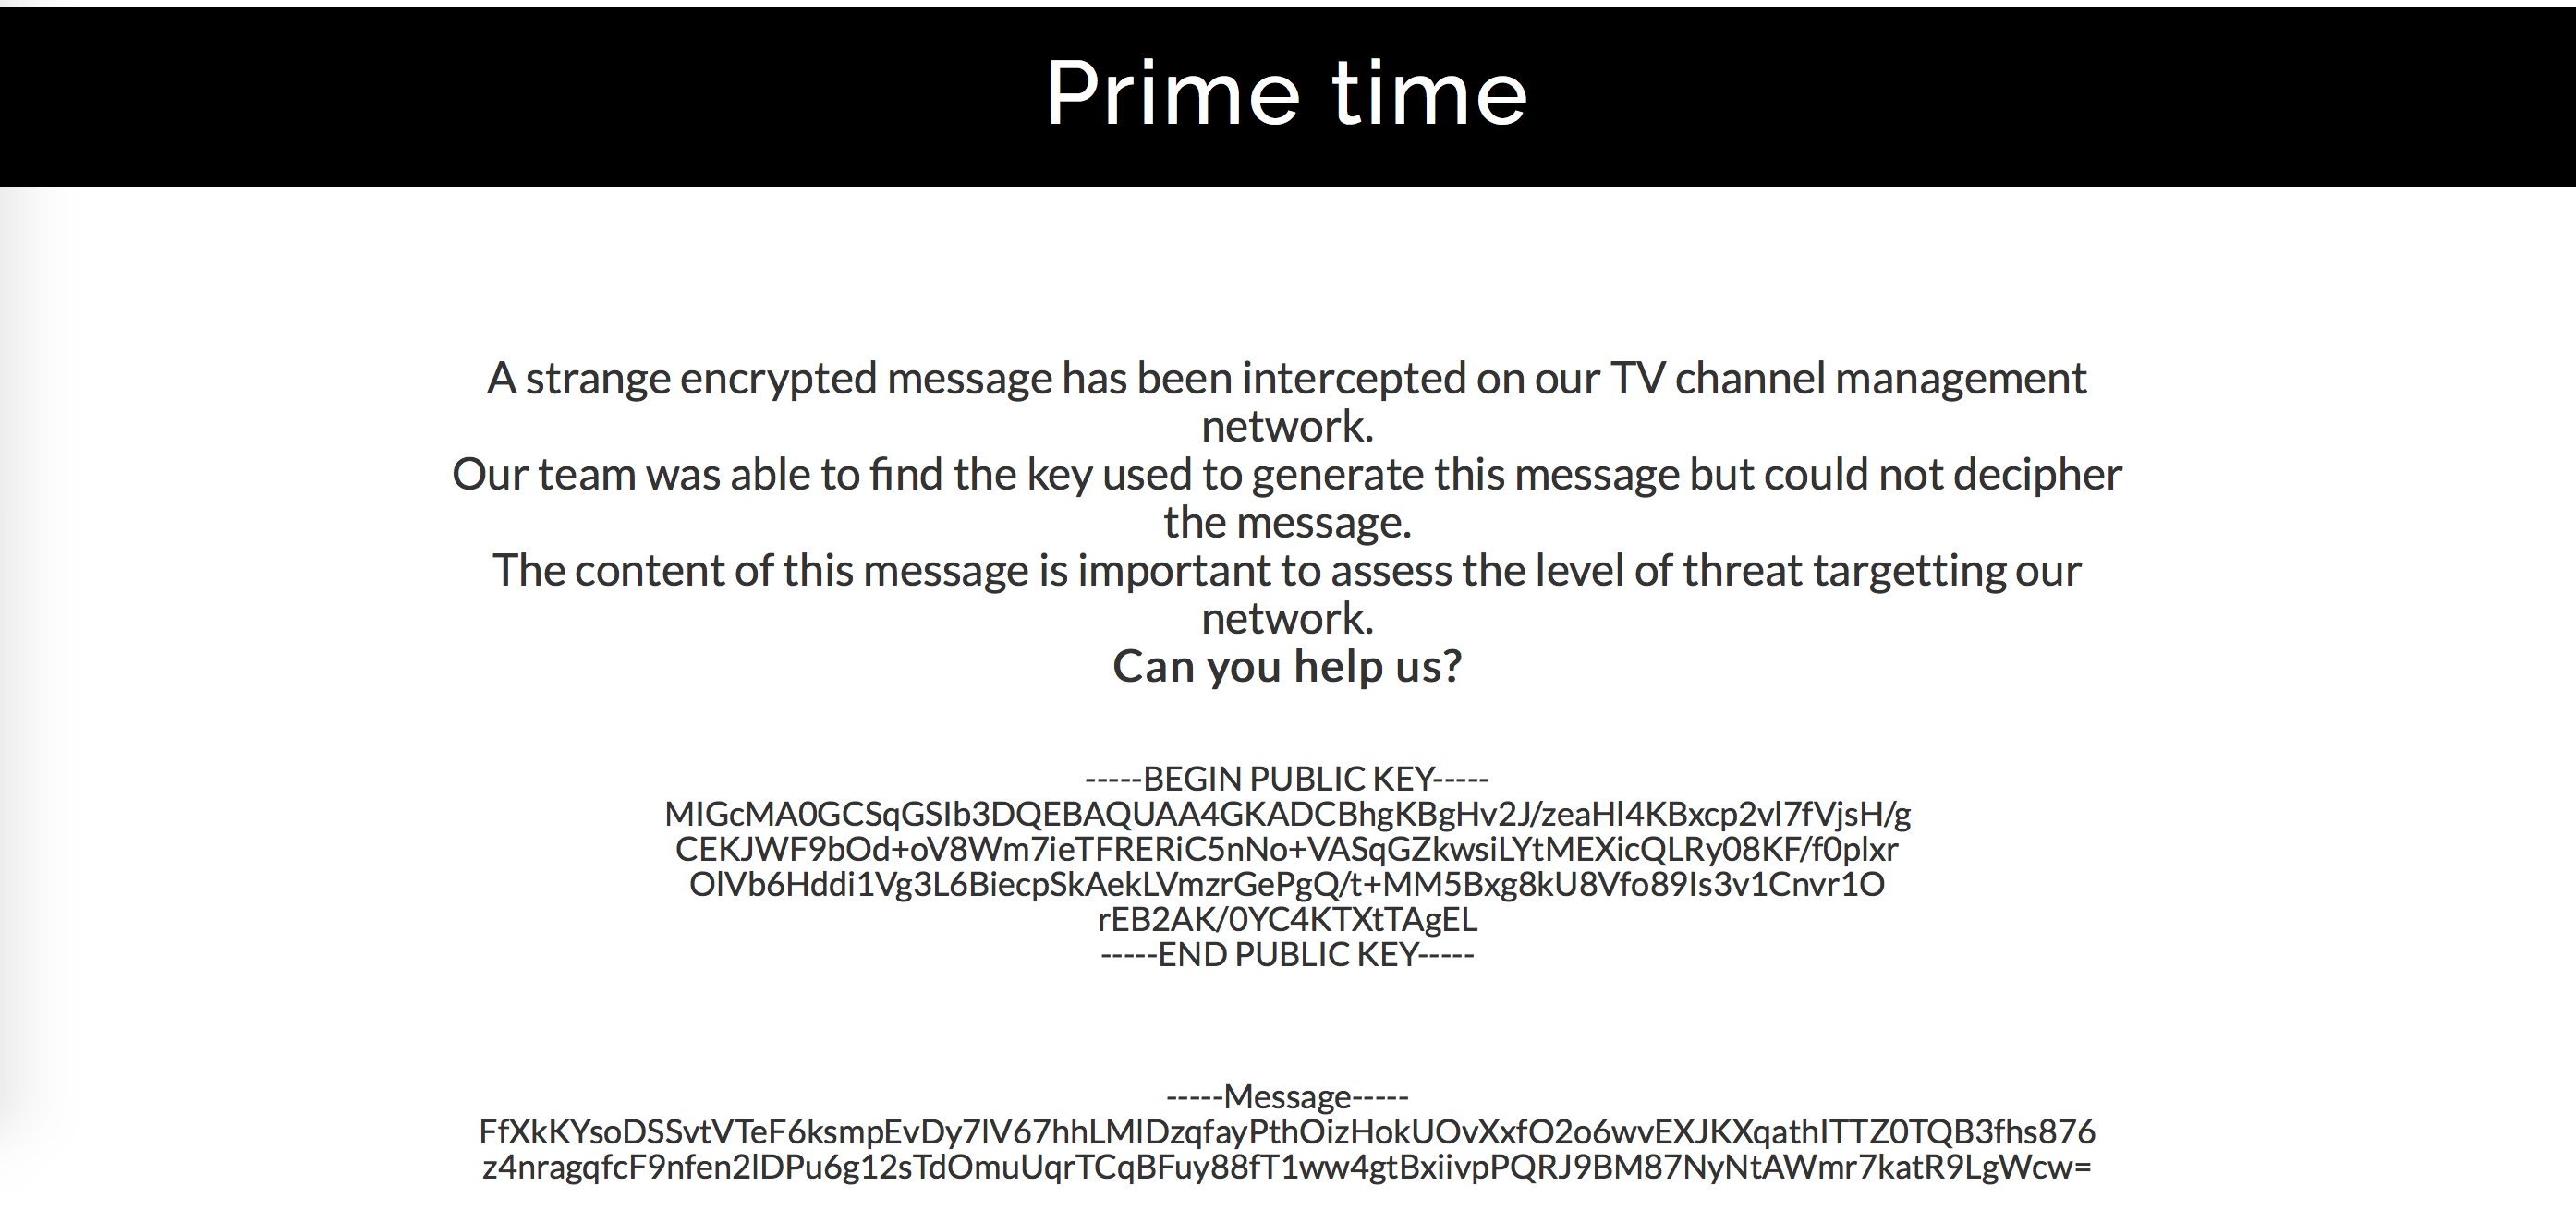 Prime time
A strange encrypted message has been intercepted on our TV channel management
network.
Our team was able to find the key used to generate this message but could not decipher
the message.
The content of this message is important to assess the level of threat targetting our
network.
Can you help us?
-----BEGIN PUBLIC KEY-----
MIGcMA0GCSqGSIb3DQEBAQUAA4GKADCBhgKBgHv2J/zeaHl4KBxcp2vl7fVjsH/g
CEKJWF9bOd+oV8Wm7ieTFRERiC5nNo+VASqGZkwsiLYtMEXicQLRy08KF/f0plxr
OlVb6Hddi1Vg3L6BiecpSkAekLVmzrGePgQ/t+MM5Bxg8kU8Vfo89Is3v1Cnvr1O
rEB2AK/0YC4KTXtTAgEL
-----END PUBLIC KEY-----
-----Message-----
FfXkKYsoDSSvtVTeF6ksmpEvDy7lV67hhLMlDzqfayPthOizHokUOvXxfO2o6wvEXJKXqathITTZ0TQB3fhs876
z4nragqfcF9nfen2lDPu6g12sTdOmuUqrTCqBFuy88fT1ww4gtBxiivpPQRJ9BM87NyNtAWmr7katR9LgWcw=